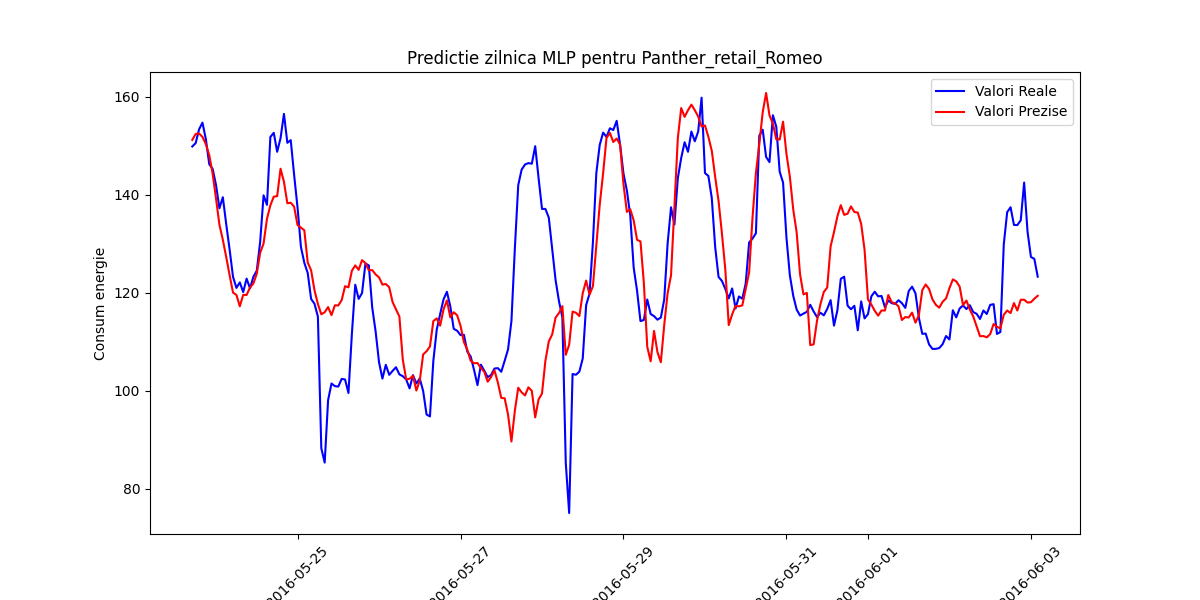 Predictie zilnica MLP pentru Panther_retail_Romeo
Valori Reale
Valori Prezise
Consum energie
160
140
120
100
80
2016-05-25
2016-05-27
2016-05-29
2016-05-31
2016-06-01
2016-06-03